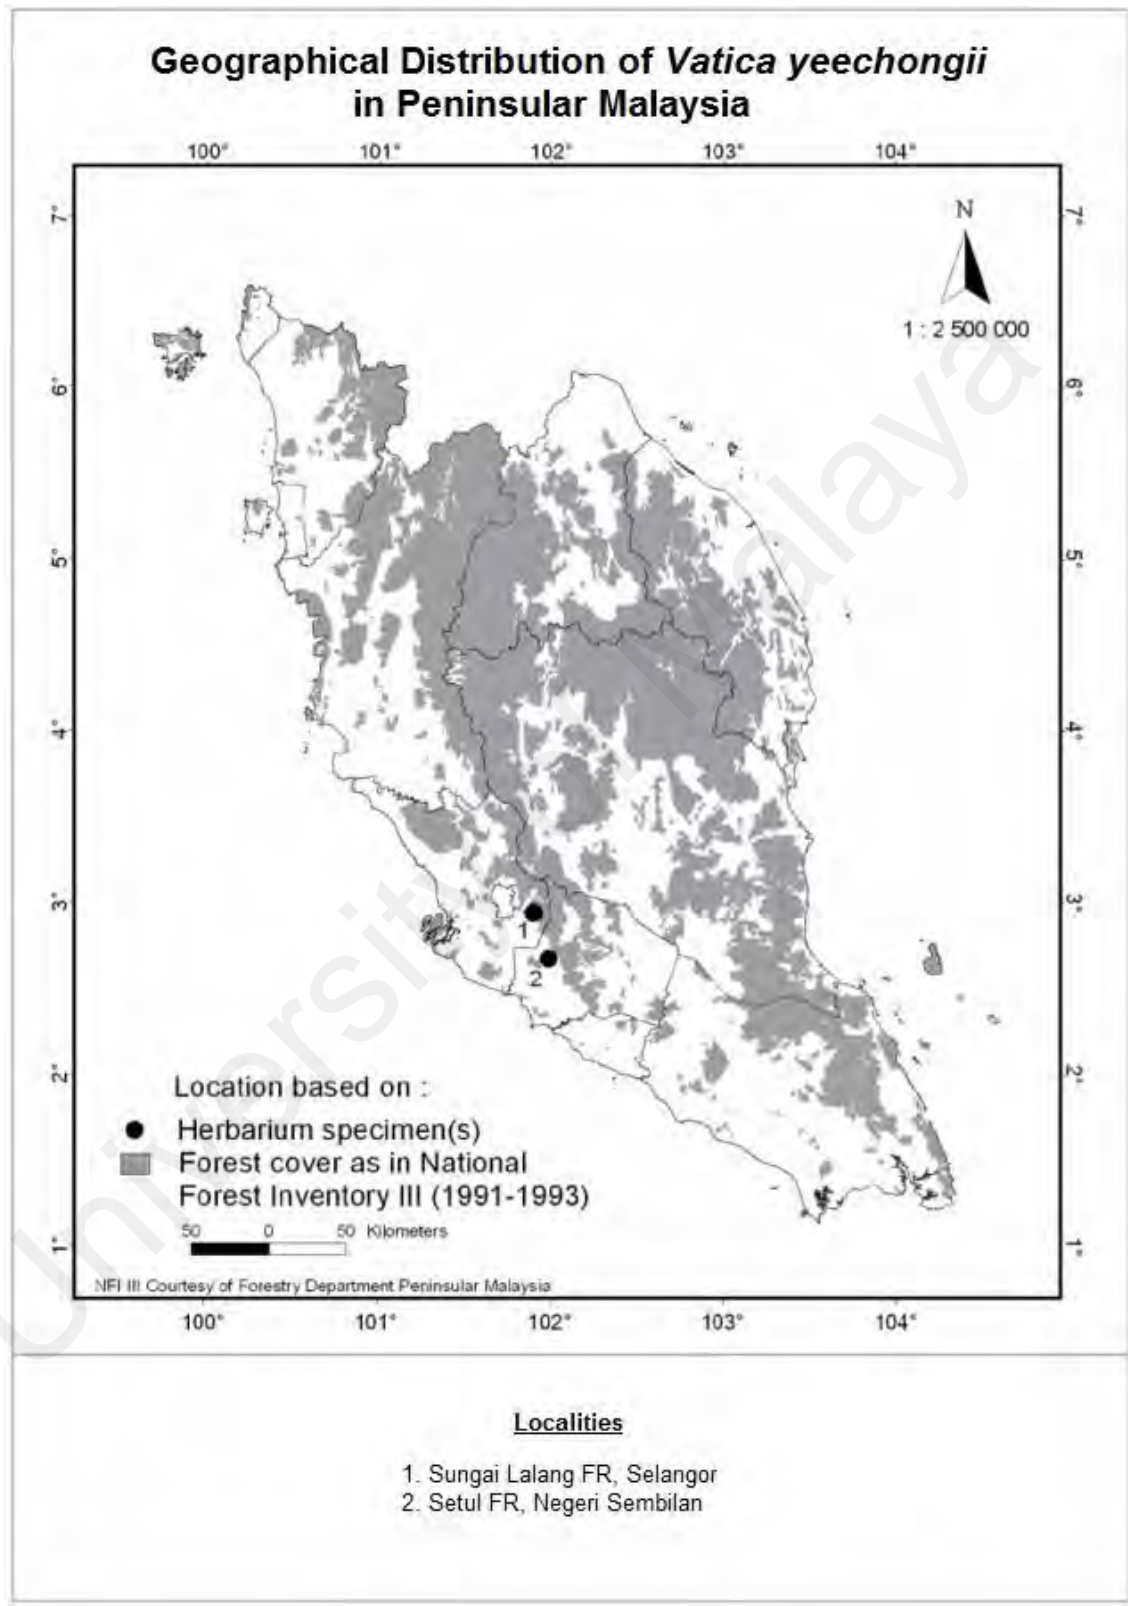 Geographical Distribution of Vatica yeechongii
in Peninsular Malaysia
100° 101° 102° 103° 104°
N
1 : 2 500 000
7° 7°
6° 6°
5° 5°
4° 4°
3° 3°
2° 2°
1° 1°
1
2
Location based on :
Herbarium specimen(s)
Forest cover as in National
Forest Inventory III (1991-1993)
50 0 50 Kilometers
NFI III Courtesy of Forestry Department Peninsular Malaysia
100° 101° 102° 103° 104°
Localities
1. Sungai Lalang FR, Selangor
2. Setul FR, Negeri Sembilan
University of Malaya